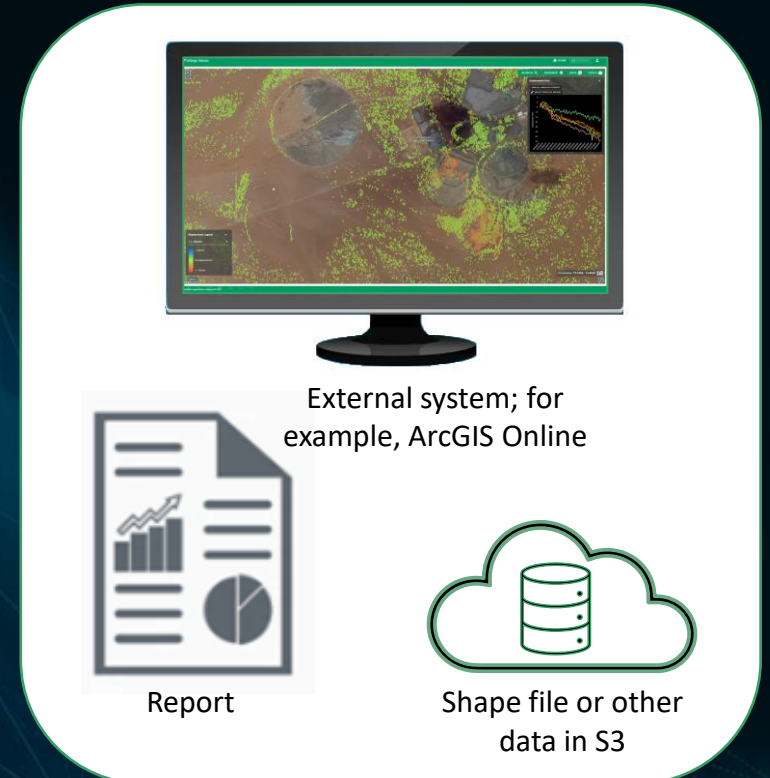 External system; for
example, ArcGIS Online
Report
Shape file or other
data in S3